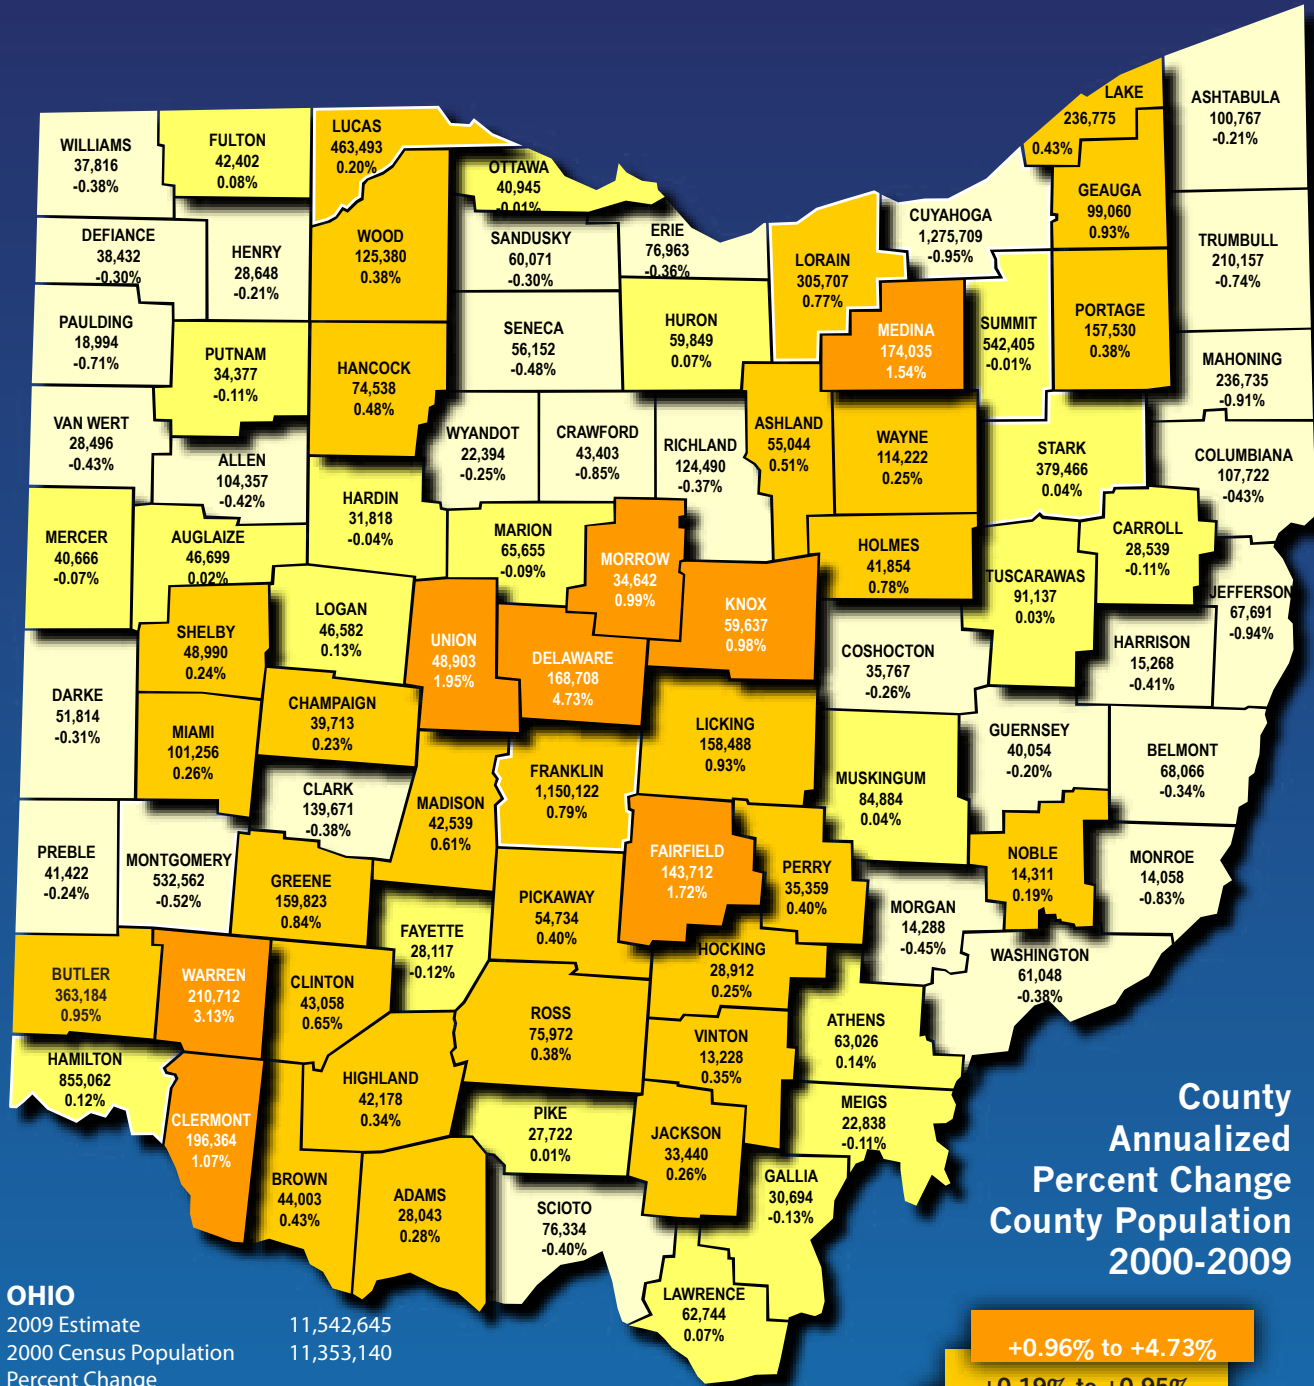 WILLIAMS
37,816
-0.38%
FULTON
42,402
0.08%
LUCAS
463,493
0.20%
OTTAWA
40,945
-0.01%
LAKE
236,775
0.43%
ASHTABULA
100,767
-0.21%
GEAUGA
99,060
0.93%
CUYAHOGA
1,275,709
-0.95%
DEFIANCE
38,432
-0.30%
HENRY
28,648
-0.21%
WOOD
125,380
0.38%
SANDUSKY
60,071
-0.30%
ERIE
76,963
-0.36%
LORAIN
305,707
0.77%
TRUMBULL
210,157
-0.74%
PAULDING
18,994
-0.71%
PUTNAM
34,377
-0.11%
HANCOCK
74,538
0.48%
SENECA
56,152
-0.48%
HURON
59,849
0.07%
MEDINA
174,035
1.54%
SUMMIT
542,405
-0.01%
PORTAGE
157,530
0.38%
MAHONING
236,735
-0.91%
VAN WERT
28,496
-0.43%
ALLEN
104,357
-0.42%
WYANDOT
22,394
-0.25%
CRAWFORD
43,403
-0.85%
RICHLAND
124,490
-0.37%
ASHLAND
55,044
0.51%
WAYNE
114,222
0.25%
STARK
379,466
0.04%
COLUMBIANA
107,722
-043%
MERCER
40,666
-0.07%
AUGLAIZE
46,699
0.02%
HARDIN
31,818
-0.04%
MARION
65,655
-0.09%
MORROW
34,642
0.99%
HOLMES
41,854
0.78%
TUSCARAWAS
91,137
0.03%
CARROLL
28,539
-0.11%
JEFFERSON
67,691
-0.94%
SHELBY
48,990
0.24%
LOGAN
46,582
0.13%
UNION
48,903
1.95%
DELAWARE
168,708
4.73%
KNOX
59,637
0.98%
COSHOCTON
35,767
-0.26%
HARRISON
15,268
-0.41%
DARKE
51,814
-0.31%
MIAMI
101,256
0.26%
CHAMPAIGN
39,713
0.23%
LICKING
158,488
0.93%
GUERNSEY
40,054
-0.20%
BELMONT
68,066
-0.34%
CLARK
139,671
-0.38%
MADISON
42,539
0.61%
FRANKLIN
1,150,122
0.79%
MUSKINGUM
84,884
0.04%
PREBLE
41,422
-0.24%
MONTGOMERY
532,562
-0.52%
GREENE
159,823
0.84%
FAIRFIELD
143,712
1.72%
PERRY
35,359
0.40%
NOBLE
14,311
0.19%
MONROE
14,058
-0.83%
PICKAWAY
54,734
0.40%
MORGAN
14,288
-0.45%
FAYETTE
28,117
-0.12%
HOCKING
28,912
0.25%
WASHINGTON
61,048
-0.38%
BUTLER
363,184
0.95%
WARREN
210,712
3.13%
CLINTON
43,058
0.65%
ROSS
75,972
0.38%
VINTON
13,228
0.35%
ATHENS
63,026
0.14%
HAMILTON
855,062
0.12%
HIGHLAND
42,178
0.34%
CLERMONT
196,364
1.07%
PIKE
27,722
0.01%
JACKSON
33,440
0.26%
MEIGS
22,838
-0.11%
BROWN
44,003
0.43%
ADAMS
28,043
0.28%
SCIOTO
76,334
-0.40%
GALLIA
30,694
-0.13%
LAWRENCE
62,744
0.07%
County
Annualized
Percent Change
County Population
2000-2009
OHIO
2009 Estimate 11,542,645
2000 Census Population 11,353,140
Percent Change
+0.96% to +4.73%
+0.19% to +0.95%